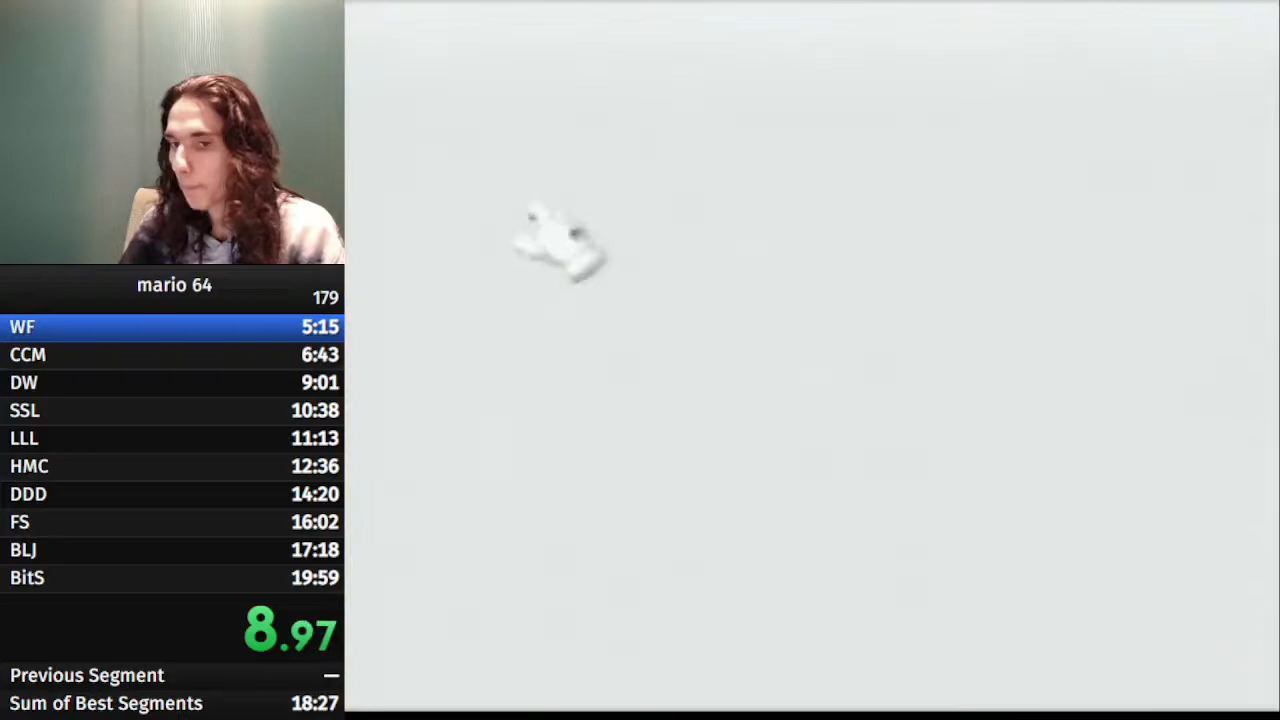 mario 64
179
WF 5:15
CCM 6:43
DW 9:01
SSL 10:38
LLL 11:13
HMC 12:36
DDD 14:20
FS 16:02
BLJ 17:18
BitS 19:59
8.97
Previous Segment —
Sum of Best Segments 18:27